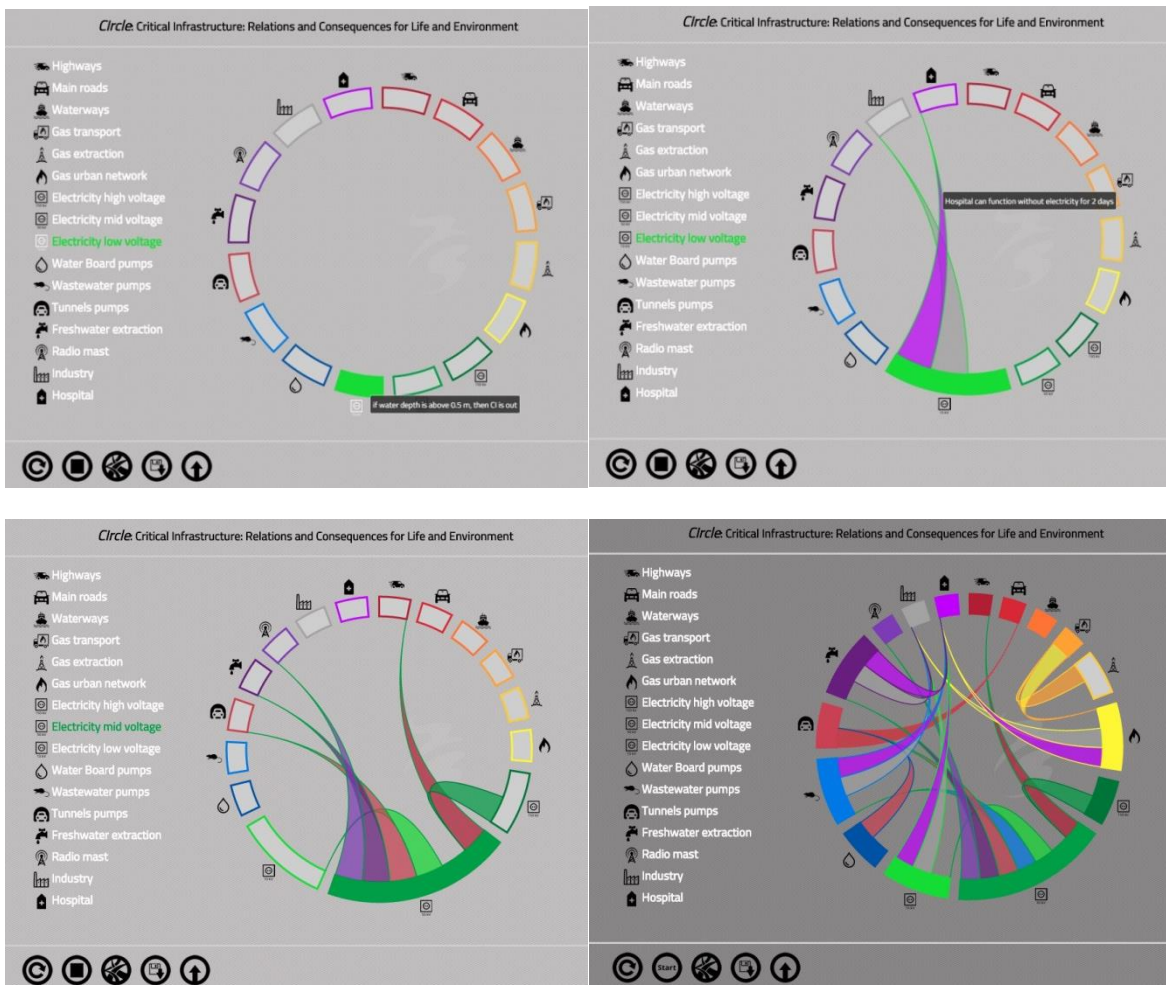 CIrcle: Critical Infrastructure: Relations and Consequences for Life and Environment
Highways
Main roads
Waterways
Gas transport
Gas extraction
Gas urban network
Electricity high voltage
Electricity mid voltage
Electricity low voltage
Water Board pumps
Wastewater pumps
Tunnels pumps
Freshwater extraction
Radio mast
Industry
Hospital
if water depth is above 0.5 m, then CI is out
CIrcle: Critical Infrastructure: Relations and Consequences for Life and Environment
Highways
Main roads
Waterways
Gas transport
Gas extraction
Gas urban network
Electricity high voltage
Electricity mid voltage
Electricity low voltage
Water Board pumps
Wastewater pumps
Tunnels pumps
Freshwater extraction
Radio mast
Industry
Hospital
Hospital can function without electricity for 2 days
CIrcle: Critical Infrastructure: Relations and Consequences for Life and Environment
Highways
Main roads
Waterways
Gas transport
Gas extraction
Gas urban network
Electricity high voltage
Electricity mid voltage
Electricity low voltage
Water Board pumps
Wastewater pumps
Tunnels pumps
Freshwater extraction
Radio mast
Industry
Hospital
CIrcle: Critical Infrastructure: Relations and Consequences for Life and Environment
Highways
Main roads
Waterways
Gas transport
Gas extraction
Gas urban network
Electricity high voltage
Electricity mid voltage
Electricity low voltage
Water Board pumps
Wastewater pumps
Tunnels pumps
Freshwater extraction
Radio mast
Industry
Hospital
Start